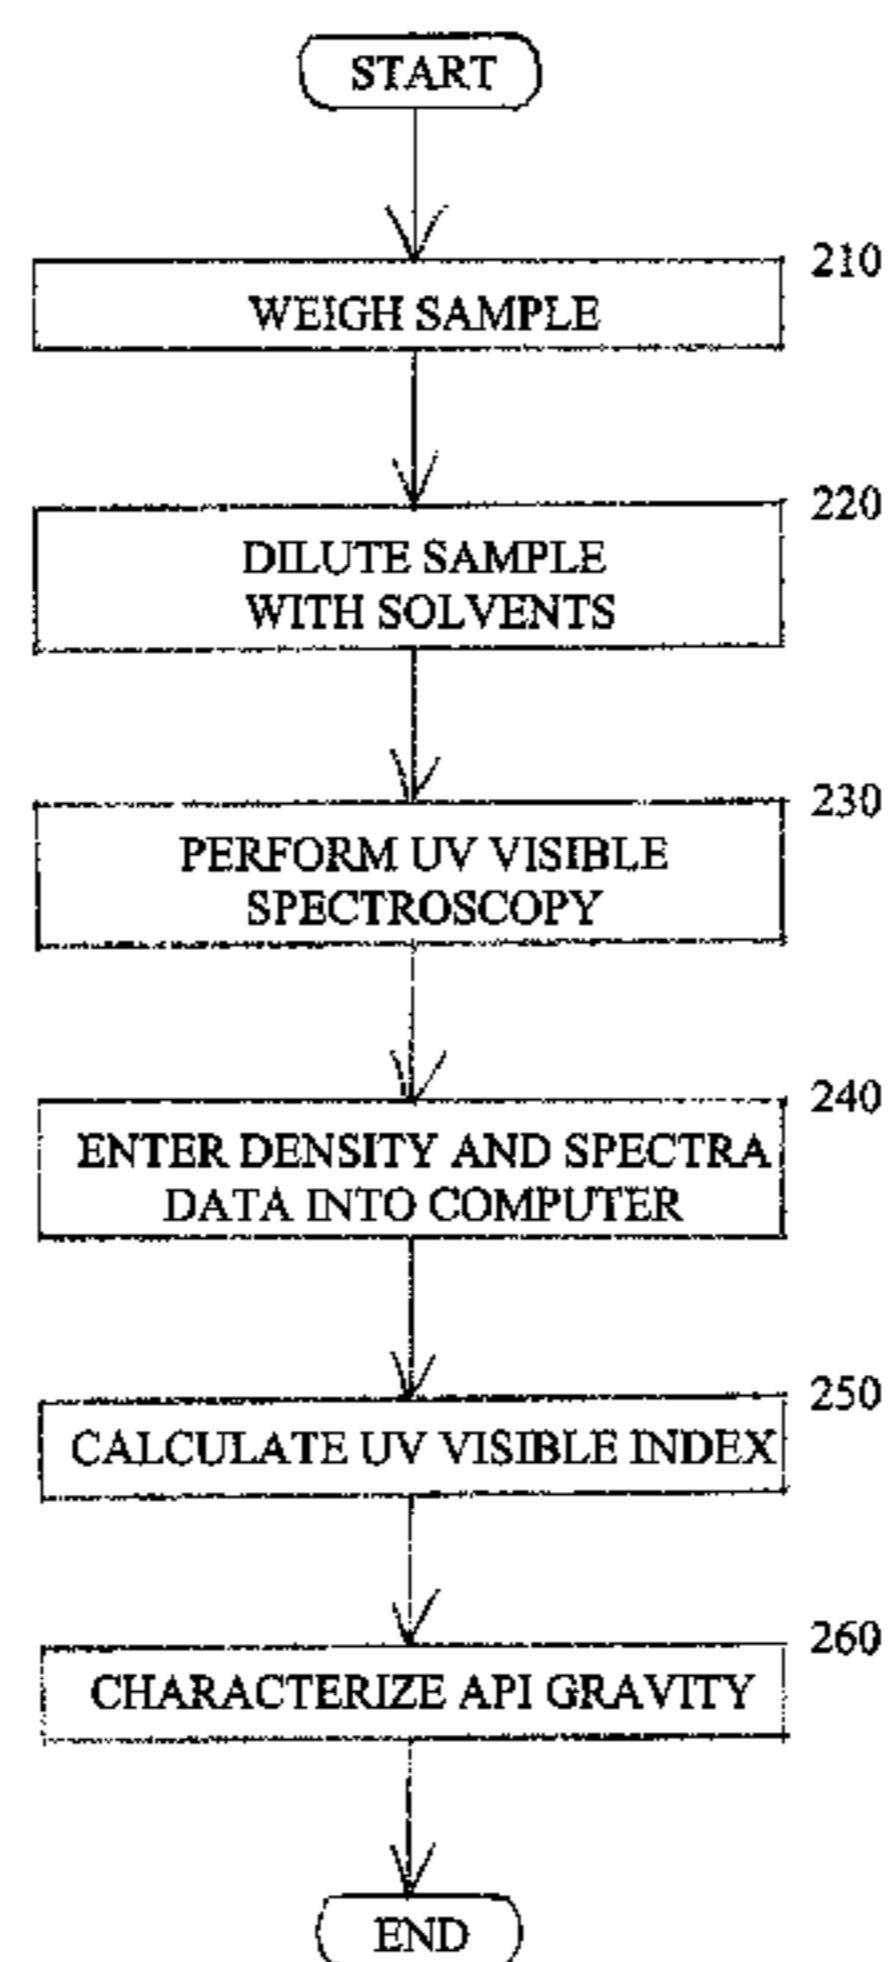 START
210
WEIGH SAMPLE
220
DILUTE SAMPLE
WITH SOLVENTS
230
PERFORM UV VISIBLE
SPECTROSCOPY
240
ENTER DENSITY AND SPECTRA
DATA INTO COMPUTER
250
CALCULATE UV VISIBLE INDEX
260
CHARACTERIZE API GRAVITY
END